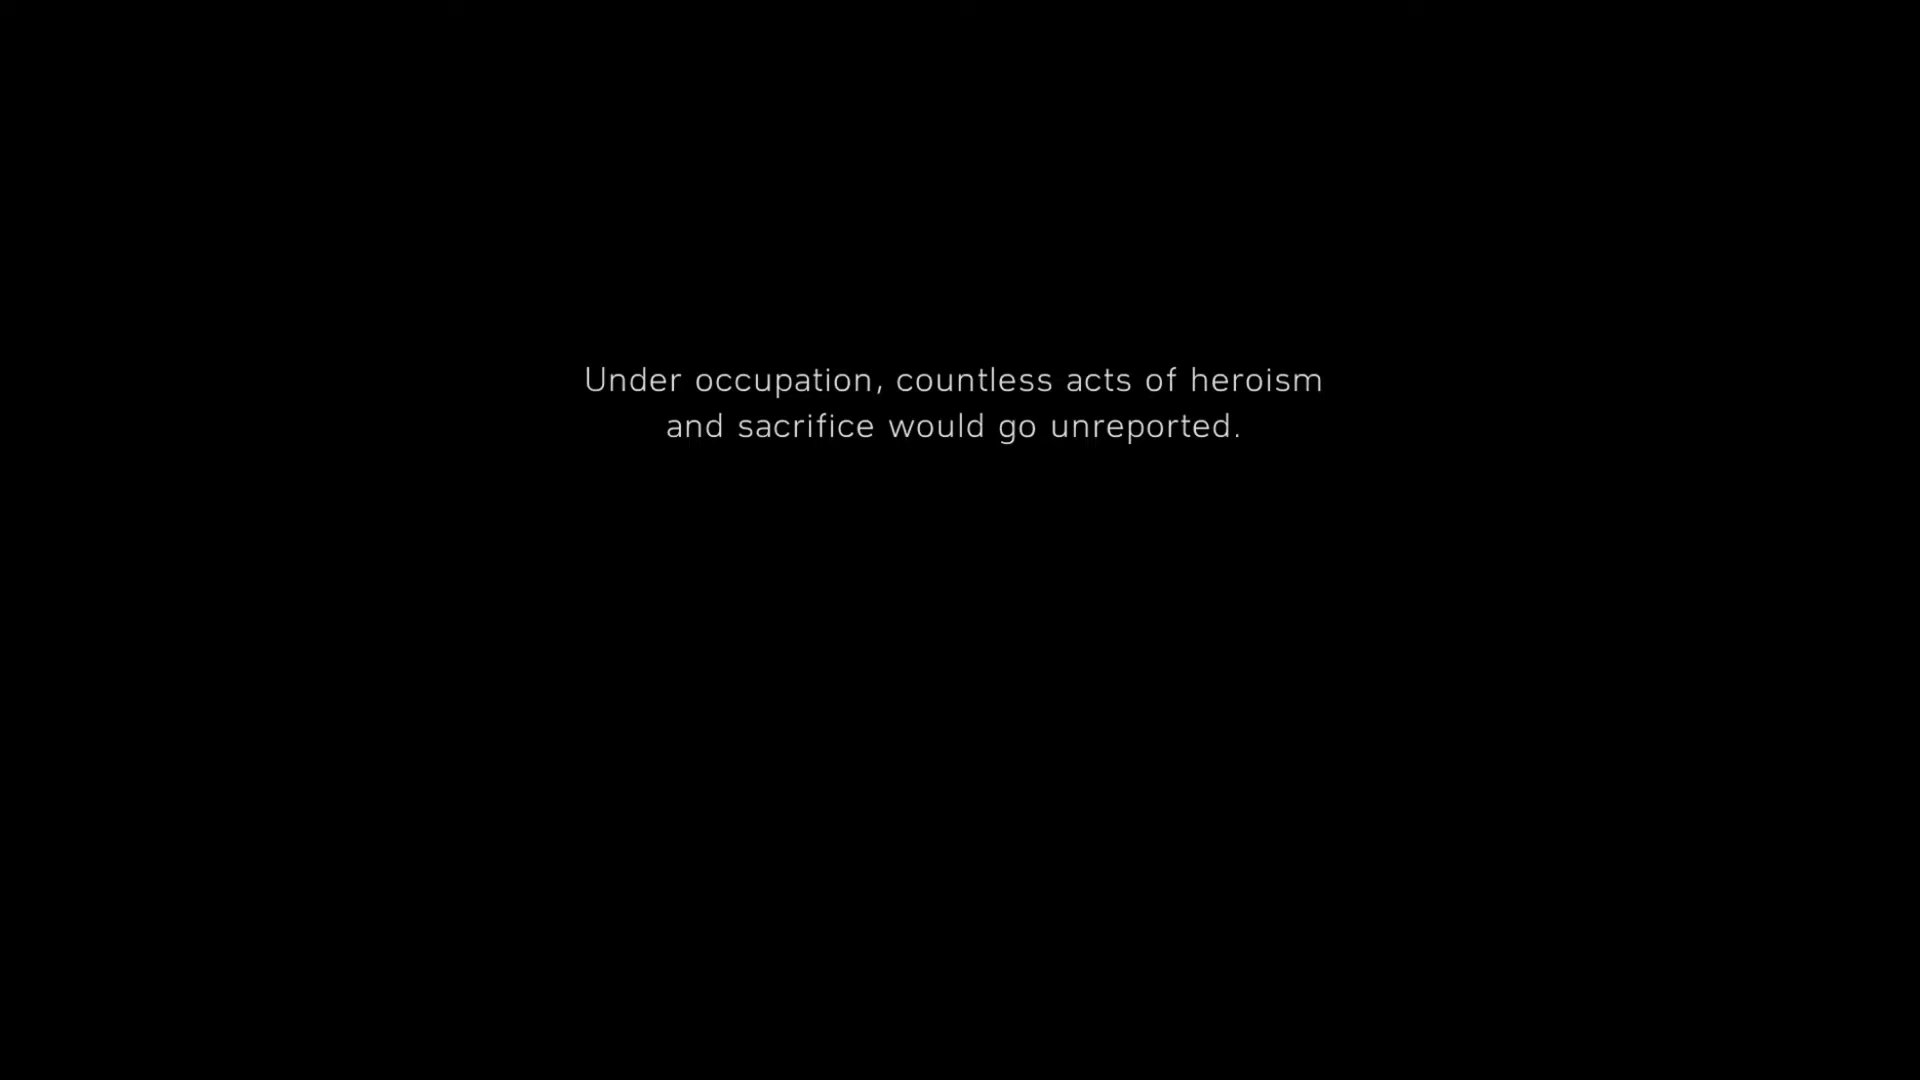 Under occupation, countless acts of heroism
and sacrifice would go unreported.